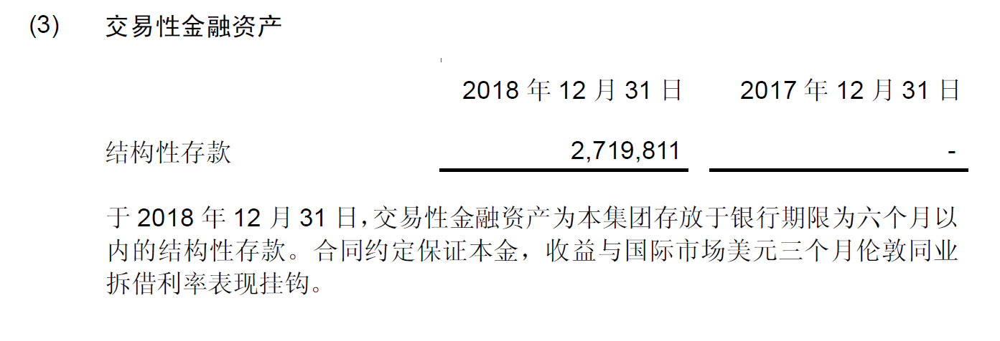 (3) 交易性金融资产
2018 年 12 月 31 日 2017 年 12 月 31 日
结构性存款 2,719,811 -
于 2018 年 12 月 31 日,交易性金融资产为本集团存放于银行期限为六个月以
内的结构性存款。合同约定保证本金，收益与国际市场美元三个月伦敦同业
拆借利率表现挂钩。